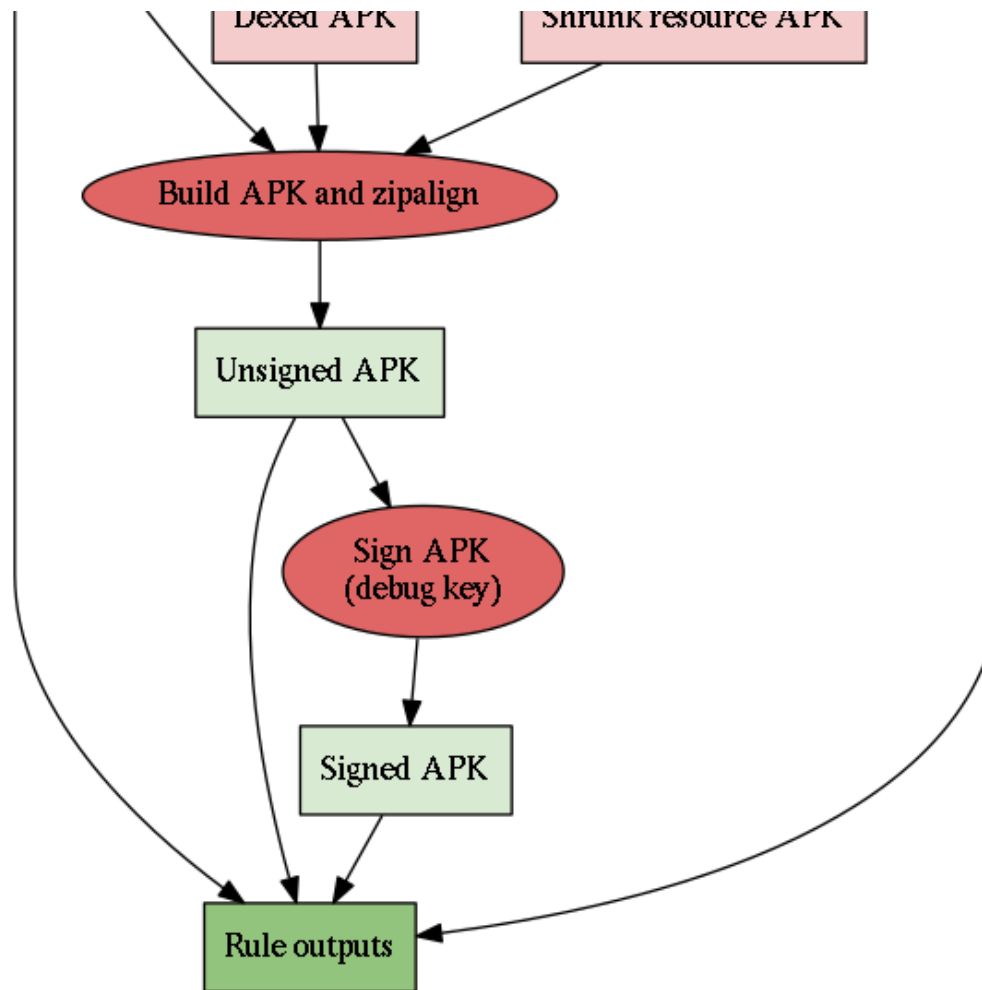 Dexed APK
Shrunk resource APK
Build APK and zipalign
Unsigned APK
Sign APK
(debug key)
Signed APK
Rule outputs